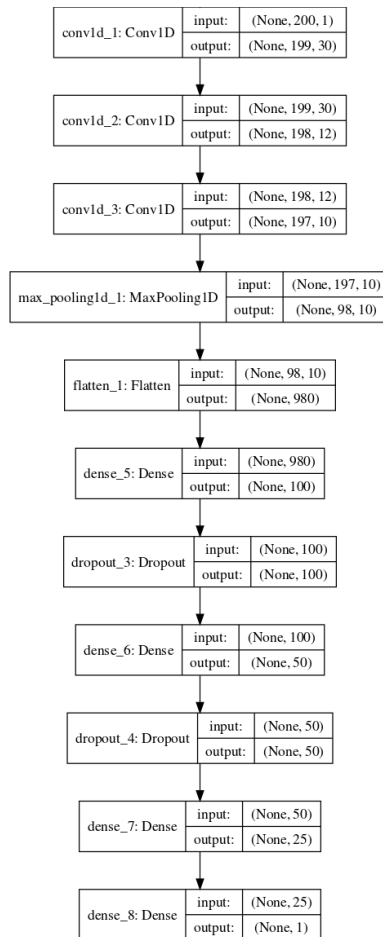 conv1d_1: Conv1D
input: (None, 200, 1)
output: (None, 199, 30)
conv1d_2: Conv1D
input: (None, 199, 30)
output: (None, 198, 12)
conv1d_3: Conv1D
input: (None, 198, 12)
output: (None, 197, 10)
max_pooling1d_1: MaxPooling1D
input: (None, 197, 10)
output: (None, 98, 10)
flatten_1: Flatten
input: (None, 98, 10)
output: (None, 980)
dense_5: Dense
input: (None, 980)
output: (None, 100)
dropout_3: Dropout
input: (None, 100)
output: (None, 100)
dense_6: Dense
input: (None, 100)
output: (None, 50)
dropout_4: Dropout
input: (None, 50)
output: (None, 50)
dense_7: Dense
input: (None, 50)
output: (None, 25)
dense_8: Dense
input: (None, 25)
output: (None, 1)